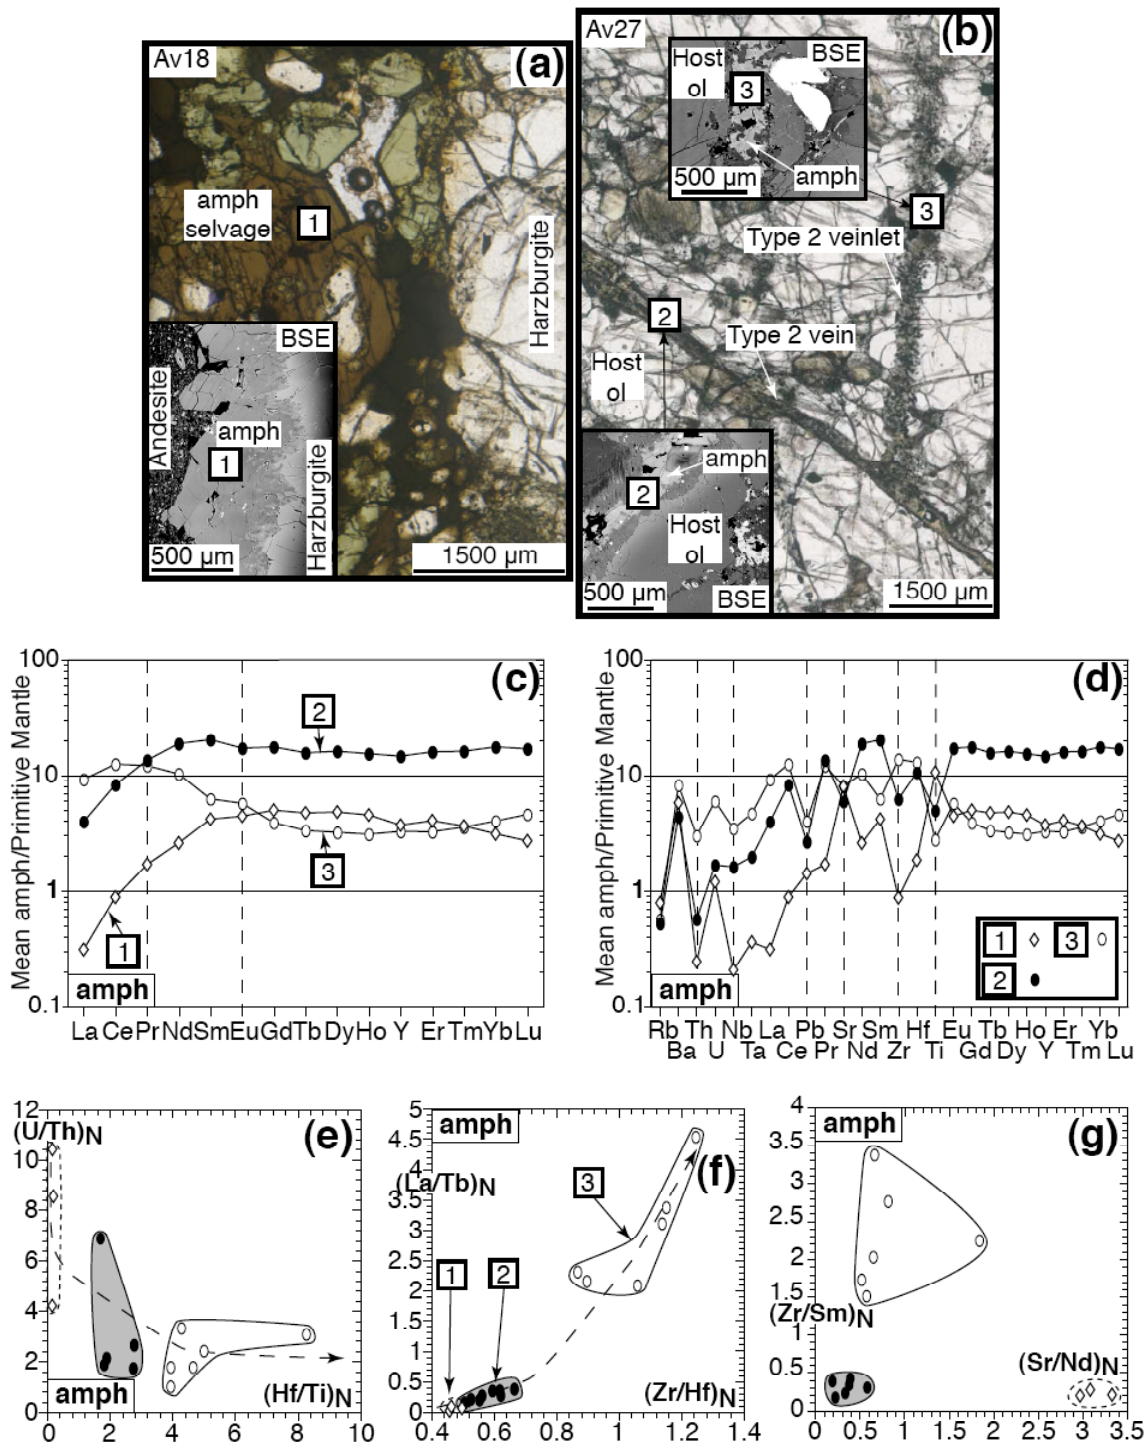 Av18
(a)
amph
selvage
1
Harzburgite
BSE
Andesite
amph
1
Harzburgite
500 µm
1500 µm
Av27
(b)
Host
ol
BSE
3
500 µm
amph
3
Type 2 veinlet
2
Type 2 vein
Host
ol
amph
2
Host
ol
500 µm
BSE
1500 µm
100
10
1
0.1
Mean amph/Primitive Mantle
(c)
2
3
1
amph
La Ce Pr Nd Sm Eu Gd Tb Dy Ho Y Er Tm Yb Lu
100
10
1
0.1
Mean amph/Primitive Mantle
(d)
1 3
2
amph
Rb Th Nb La Pb Sr Sm Hf Eu Tb Ho Er Yb
Ba U Ta Ce Pr Nd Zr Ti Gd Dy Y Tm Lu
12
10
8
6
4
2
0
(U/Th)N
(e)
amph
(Hf/Ti)N
0 2 4 6 8 10
5
4.5
4
3.5
3
2.5
2
1.5
1
0.5
0
amph
(La/Tb)N
(f)
3
1
2
(Zr/Hf)N
0.4 0.6 0.8 1 1.2 1.4
4
3.5
3
2.5
2
1.5
1
0.5
0
amph
(g)
(Zr/Sm)N
(Sr/Nd)N
0 0.5 1 1.5 2 2.5 3 3.5